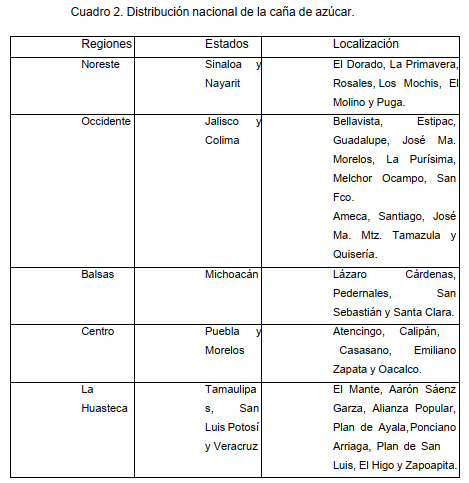 Cuadro 2. Distribución nacional de la caña de azúcar.
Regiones Estados Localización
Noreste Sinaloa y Nayarit El Dorado, La Primavera,
Rosales, Los Mochis, El
Molino y Puga.
Occidente Jalisco y Colima Bellavista, Estipac,
Guadalupe, José Ma.
Morelos, La Purísima,
Melchor Ocampo, San
Fco.
Ameca, Santiago, José
Ma. Mtz. Tamazula y
Quisería.
Balsas Michoacán Lázaro Cárdenas,
Pedernales, San
Sebastián y Santa Clara.
Centro Puebla y Morelos Atencingo, Calipán,
Casasano, Emiliano
Zapata y Oacalco.
La Huasteca Tamaulipas, San Luis Potosí y Veracruz El Mante, Aarón Sáenz
Garza, Alianza Popular,
Plan de Ayala, Ponciano
Arriaga, Plan de San
Luis, El Higo y Zapoapita.